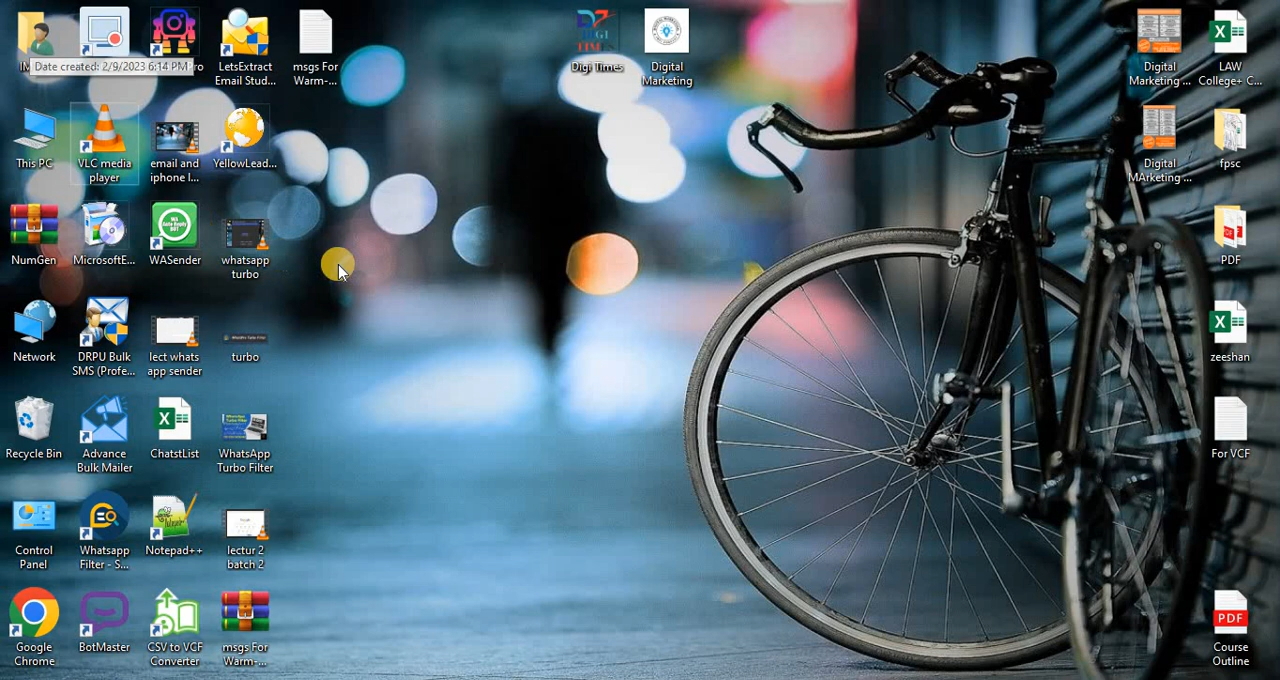 Date created: 2/9/2023 6:14 PM
LetsExtract
Email Stud...
msgs For
Warm-...
Digi Times
Digital
Marketing
Digital
Marketing ...
LAW
College+ C...
This PC
VLC media
player
email and
iphone l...
YellowLead...
Digital
MArketing ...
fpsc
NumGen
MicrosoftE...
WASender
whatsapp
turbo
PDF
Network
DRPU Bulk
SMS (Profe...
lect whats
app sender
turbo
zeeshan
Recycle Bin
Advance
Bulk Mailer
ChatstList
WhatsApp
Turbo Filter
For VCF
Control
Panel
Whatsapp
Filter - S...
Notepad++
lectur 2
batch 2
Google
Chrome
BotMaster
CSV to VCF
Converter
msgs For
Warm-...
PDF
Course
Outline